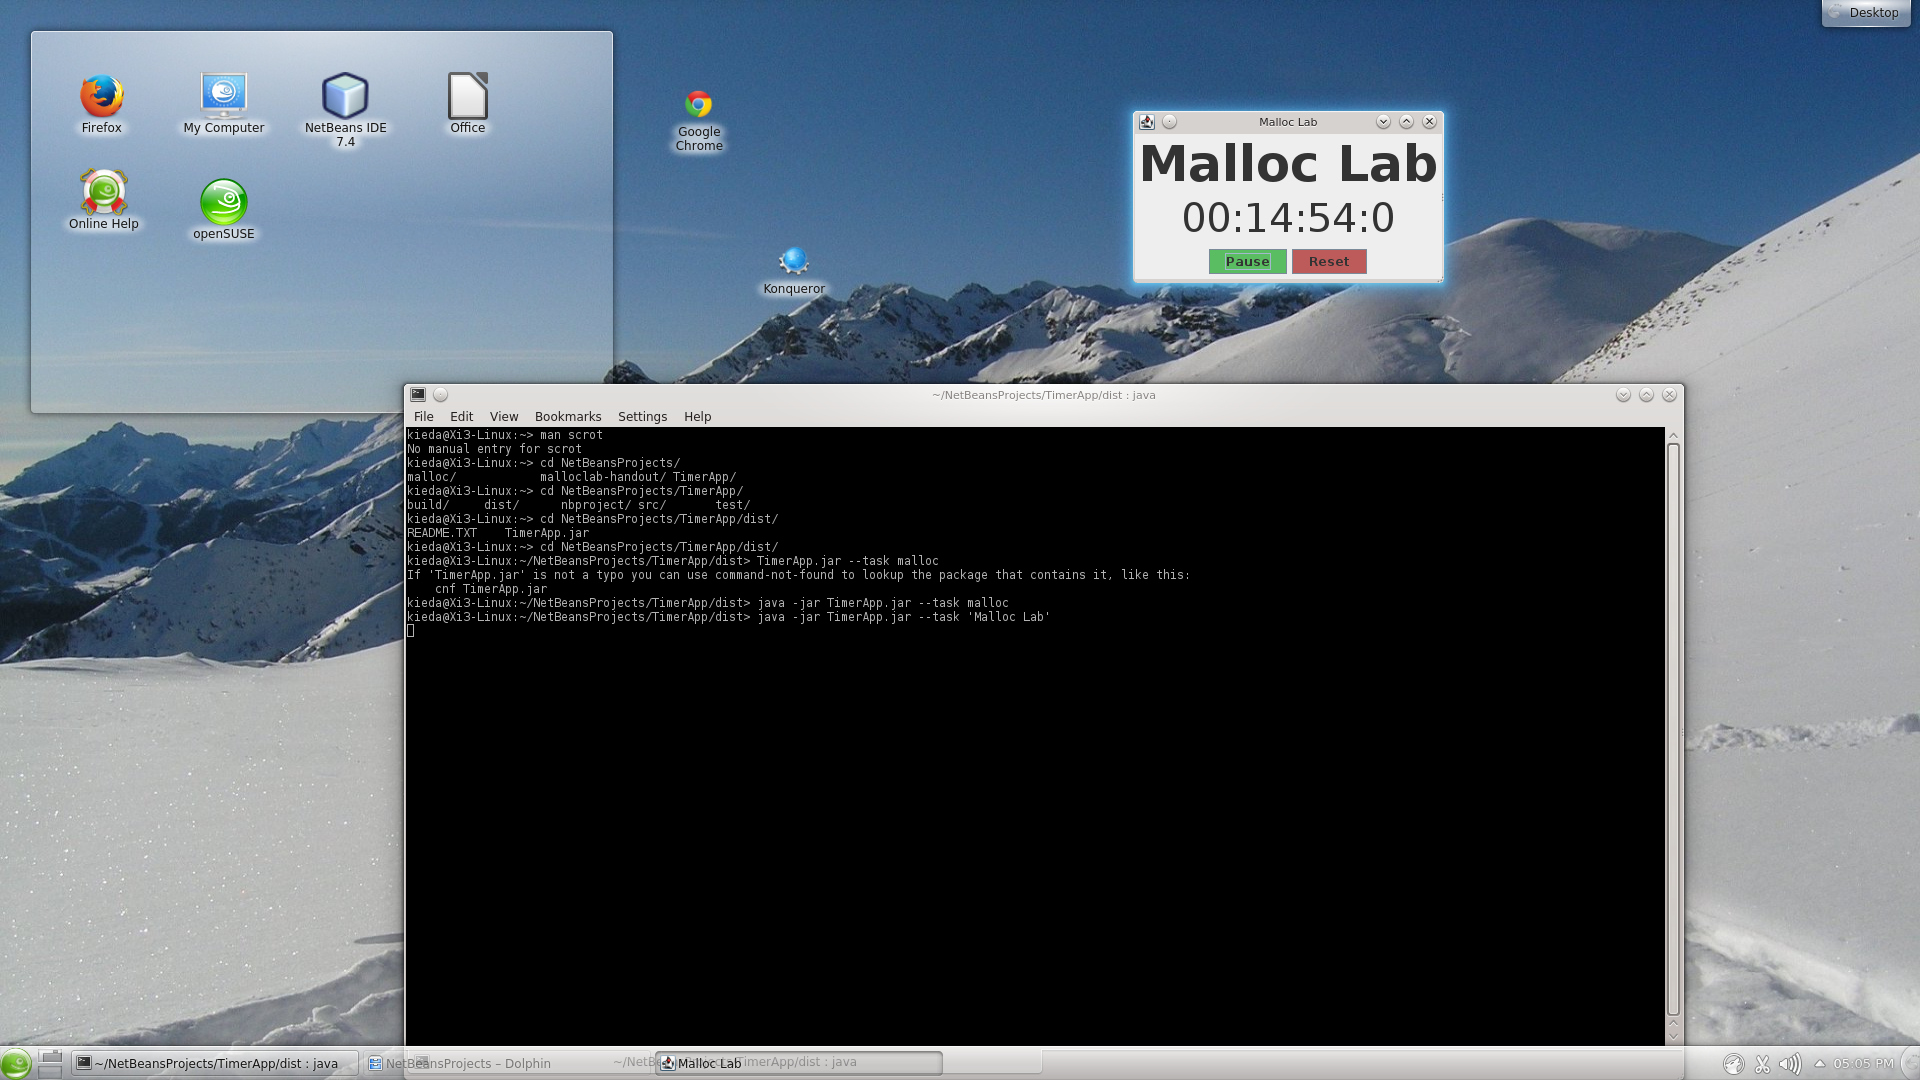 Desktop
Firefox
My Computer
NetBeans IDE
7.4
Office
Online Help
openSUSE
Google
Chrome
Konqueror
Malloc Lab
Malloc Lab
00:14:54:0
Pause
Reset
~/NetBeansProjects/TimerApp/dist : java
File Edit View Bookmarks Settings Help
kieda@Xi3-Linux:~> man scrot
No manual entry for scrot
kieda@Xi3-Linux:~> cd NetBeansProjects/
malloc/            malloclab-handout/ TimerApp/
kieda@Xi3-Linux:~> cd NetBeansProjects/TimerApp/
build/     dist/      nbproject/ src/       test/
kieda@Xi3-Linux:~> cd NetBeansProjects/TimerApp/dist/
README.TXT    TimerApp.jar
kieda@Xi3-Linux:~> cd NetBeansProjects/TimerApp/dist/
kieda@Xi3-Linux:~/NetBeansProjects/TimerApp/dist> TimerApp.jar --task malloc
If 'TimerApp.jar' is not a typo you can use command-not-found to lookup the package that contains it, like this:
    cnf TimerApp.jar
kieda@Xi3-Linux:~/NetBeansProjects/TimerApp/dist> java -jar TimerApp.jar --task malloc
kieda@Xi3-Linux:~/NetBeansProjects/TimerApp/dist> java -jar TimerApp.jar --task 'Malloc Lab'
~/NetBeansProjects/TimerApp/dist : java
NetBeansProjects – Dolphin
Malloc Lab
TimerApp/dist : java
05:05 PM